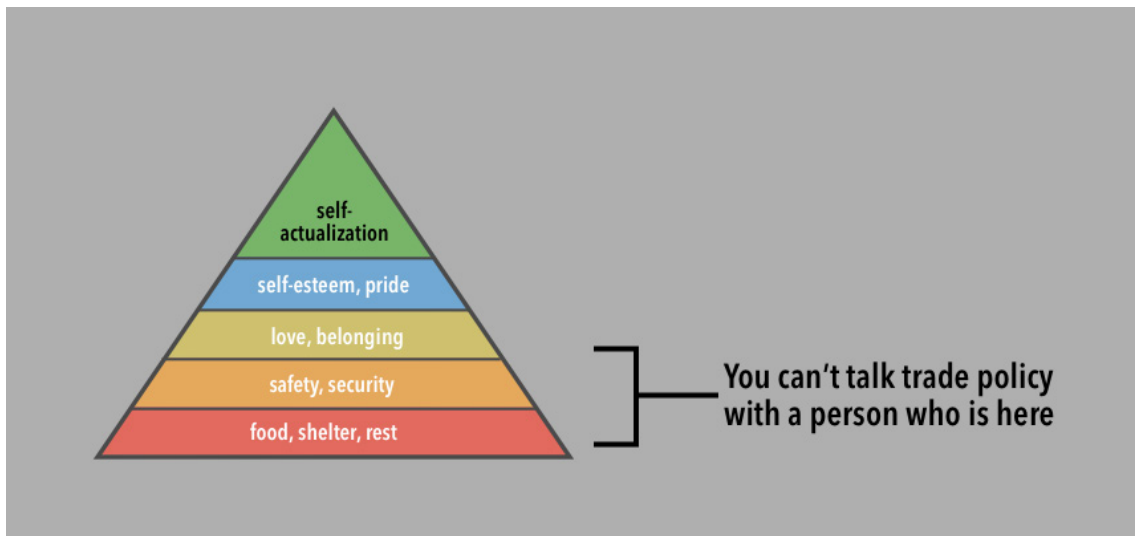 self-
actualization
self-esteem, pride
love, belonging
safety, security
food, shelter, rest
You can't talk trade policy
with a person who is here